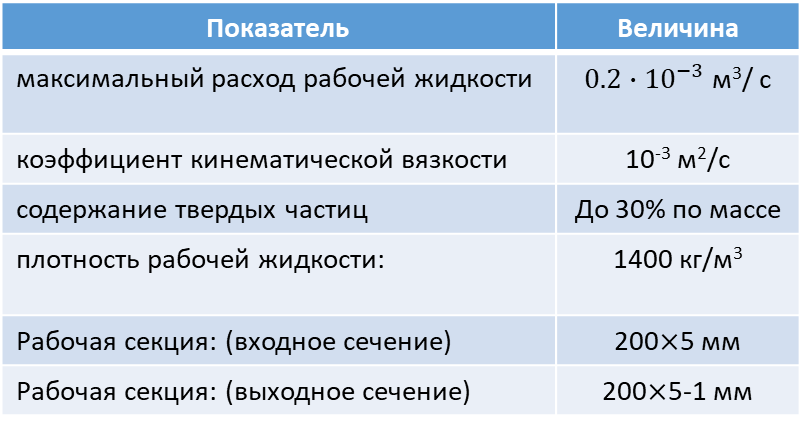 Показатель Величина
максимальный расход рабочей жидкости 0.2 · 10⁻³ м³/ с
коэффициент кинематической вязкости 10⁻³ м²/с
содержание твердых частиц До 30% по массе
плотность рабочей жидкости: 1400 кг/м³
Рабочая секция: (входное сечение) 200×5 мм
Рабочая секция: (выходное сечение) 200×5-1 мм